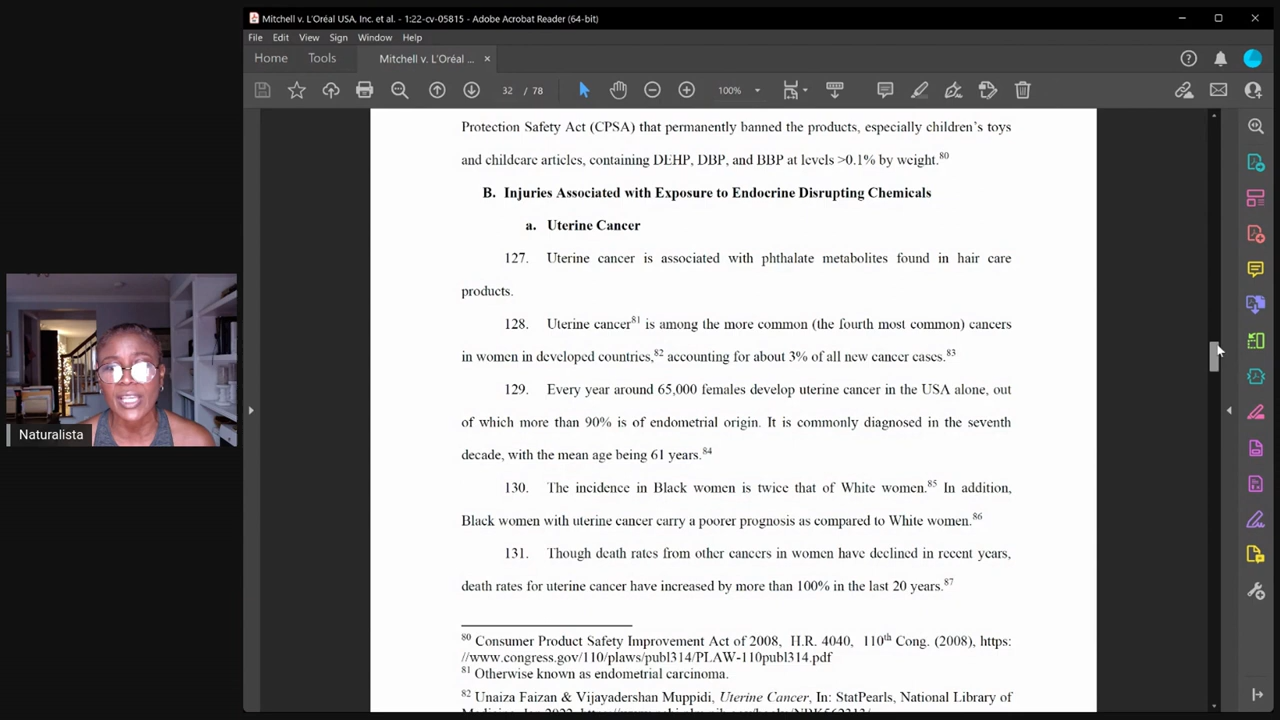 Mitchell v. L'Oréal USA, Inc. et al. - 1:22-cv-05815 - Adobe Acrobat Reader (64-bit)
File Edit View Sign Window Help
Home Tools Mitchell v. L'Oréal ... ×
32 / 78 100%
Protection Safety Act (CPSA) that permanently banned the products, especially children's toys
and childcare articles, containing DEHP, DBP, and BBP at levels >0.1% by weight.80
B. Injuries Associated with Exposure to Endocrine Disrupting Chemicals
a. Uterine Cancer
127. Uterine cancer is associated with phthalate metabolites found in hair care
products.
128. Uterine cancer81 is among the more common (the fourth most common) cancers
in women in developed countries,82 accounting for about 3% of all new cancer cases.83
129. Every year around 65,000 females develop uterine cancer in the USA alone, out
of which more than 90% is of endometrial origin. It is commonly diagnosed in the seventh
decade, with the mean age being 61 years.84
130. The incidence in Black women is twice that of White women.85 In addition,
Black women with uterine cancer carry a poorer prognosis as compared to White women.86
131. Though death rates from other cancers in women have declined in recent years,
death rates for uterine cancer have increased by more than 100% in the last 20 years.87
80 Consumer Product Safety Improvement Act of 2008, H.R. 4040, 110th Cong. (2008), https:
//www.congress.gov/110/plaws/publ314/PLAW-110publ314.pdf
81 Otherwise known as endometrial carcinoma.
82 Unaiza Faizan & Vijayadershan Muppidi, Uterine Cancer, In: StatPearls, National Library of
Naturalista